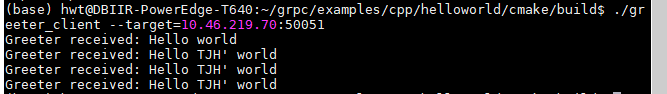 (base) hwt@DBIIR-PowerEdge-T640:~/grpc/examples/cpp/helloworld/cmake/build$ ./gr
eeter_client --target=10.46.219.70:50051
Greeter received: Hello world
Greeter received: Hello TJH' world
Greeter received: Hello TJH' world
Greeter received: Hello TJH' world